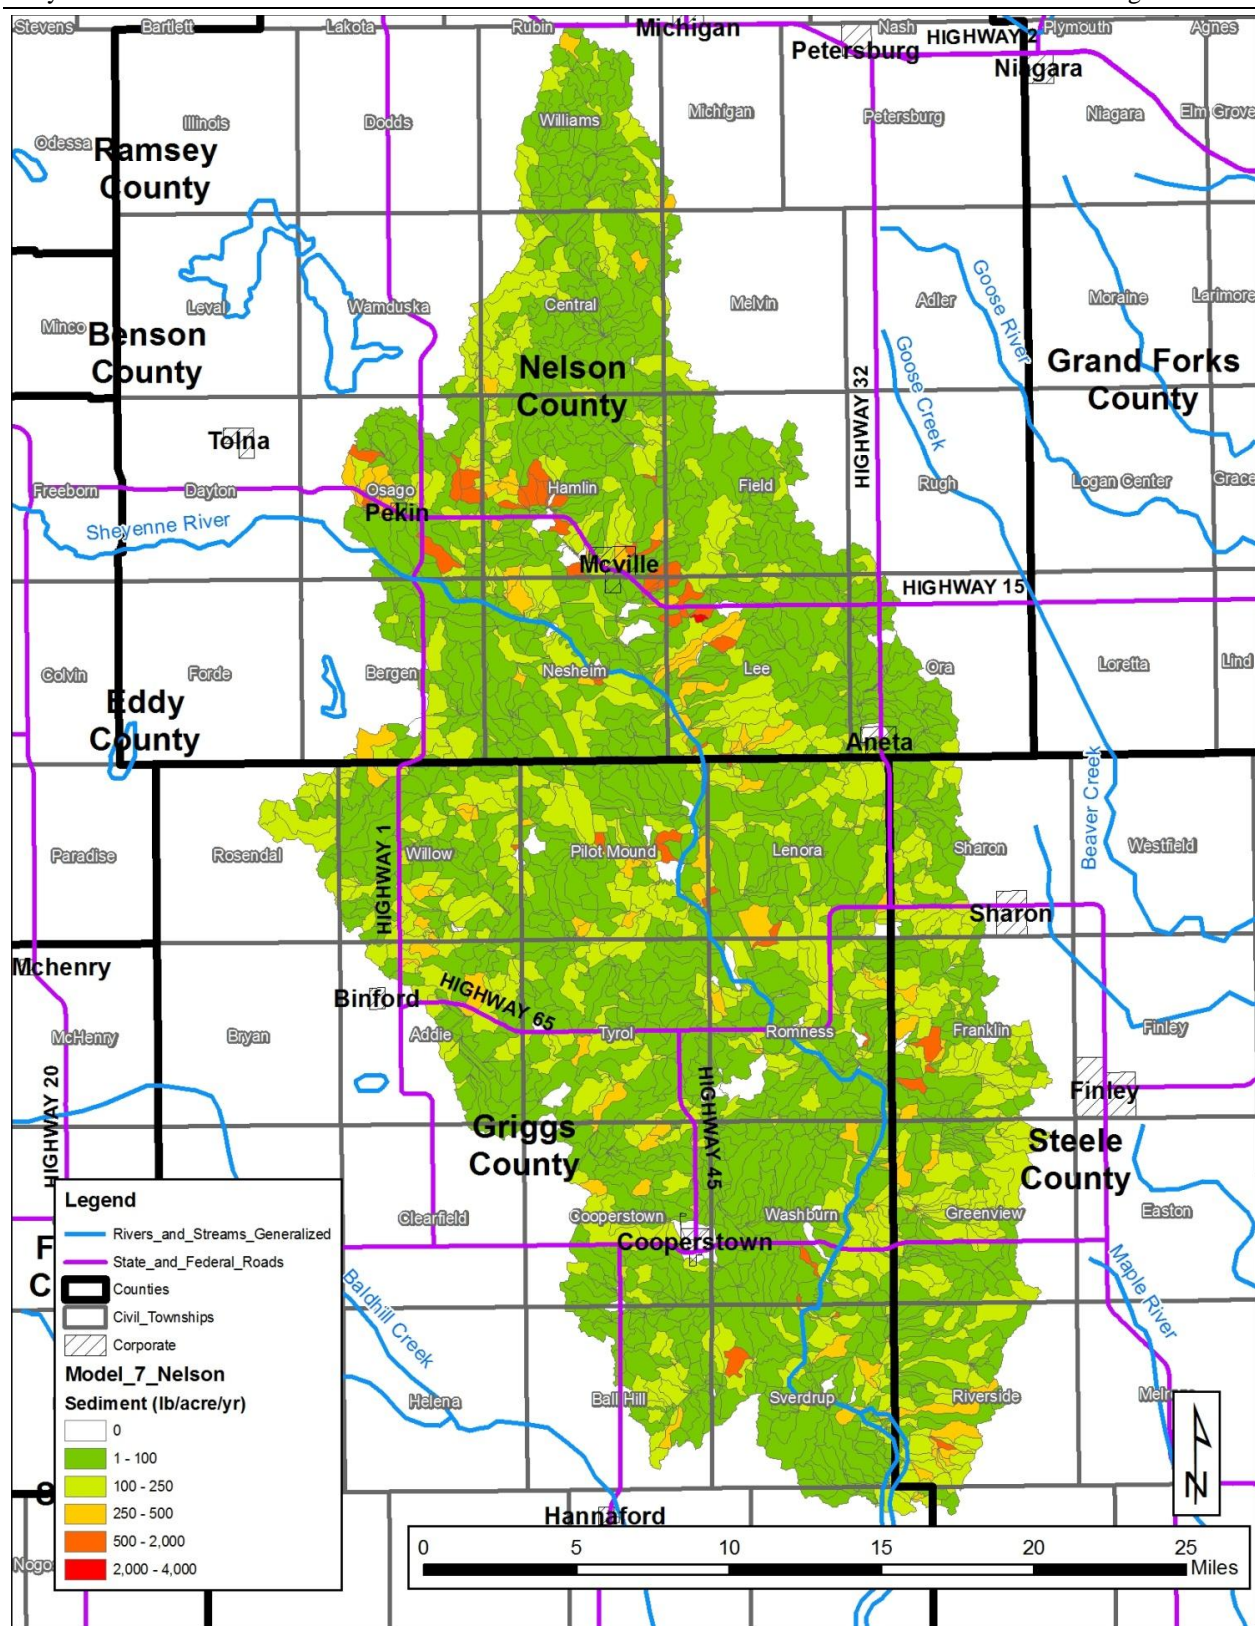 Stevens
Bartlett
Lakota
Rubin
Michigan
Petersburg
Nash
HIGHWAY 2
Plymouth
Agnes
Niagara
Odessa
Illinois
Dodds
Williams
Michigan
Petersburg
Niagara
Elm Grove
Ramsey
County
Minco
Leval
Wamduska
Central
Melvin
Adler
Goose River
Moraine
Larimore
Benson
County
Nelson
County
HIGHWAY 32
Goose Creek
Grand Forks
County
Tolna
Freeborn
Dayton
Osago
Pekin
Hamlin
Field
Rugh
Logan Center
Grace
Sheyenne River
Mcville
HIGHWAY 15
Colvin
Forde
Bergen
Nesheim
Lee
Ora
Loretta
Lind
Eddy
County
Aneta
Beaver Creek
Paradise
Rosendal
HIGHWAY 1
Willow
Pilot Mound
Lenora
Sharon
Westfield
Sharon
Mchenry
Binford
HIGHWAY 65
McHenry
Bryan
Addie
Tyrol
Romness
Franklin
Finley
HIGHWAY 20
HIGHWAY 45
Finley
Griggs
County
Steele
County
Clearfield
Cooperstown
Washburn
Greenview
Easton
Cooperstown
F
C
Baldhill Creek
Maple River
Helena
Ball Hill
Sverdrup
Riverside
Hannaford
Legend
Rivers_and_Streams_Generalized
State_and_Federal_Roads
Counties
Civil_Townships
Corporate
Model_7_Nelson
Sediment (lb/acre/yr)
0
1 - 100
100 - 250
250 - 500
500 - 2,000
2,000 - 4,000
N
0 5 10 15 20 25
Miles